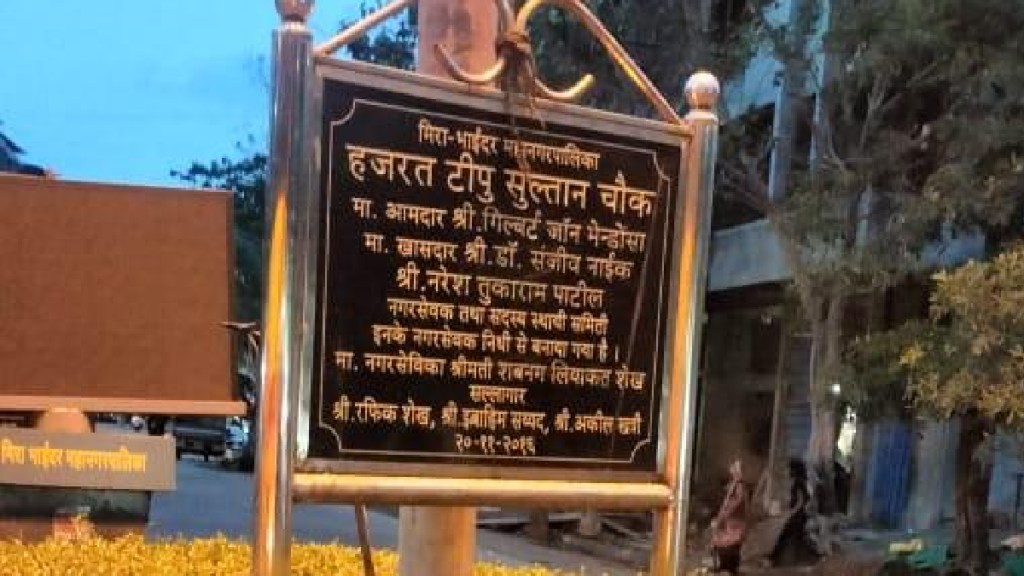 मिरा-भाईंदर महानगरपालिका
हजरत टीपु सुल्तान चौक
मा. आमदार श्री.गिल्बर्ट जॉन मेन्डोंसा
मा. खासदार श्री.डॉ. संजीव नाईक
श्री.नरेश तुकाराम पाटील
नगरसेवक तथा सदस्य स्थायी समिती
इनके नगरसेवक निधी से बनाया गया है ।
मा. नगरसेविका श्रीमती शबनम लियाकत शेख
सल्लागार
श्री.रफिक शेख, श्री.इब्राहिम सय्यद, श्री.अकील खत्री
२०-११-२०१६
मिरा भाईंदर महानगरपालिका